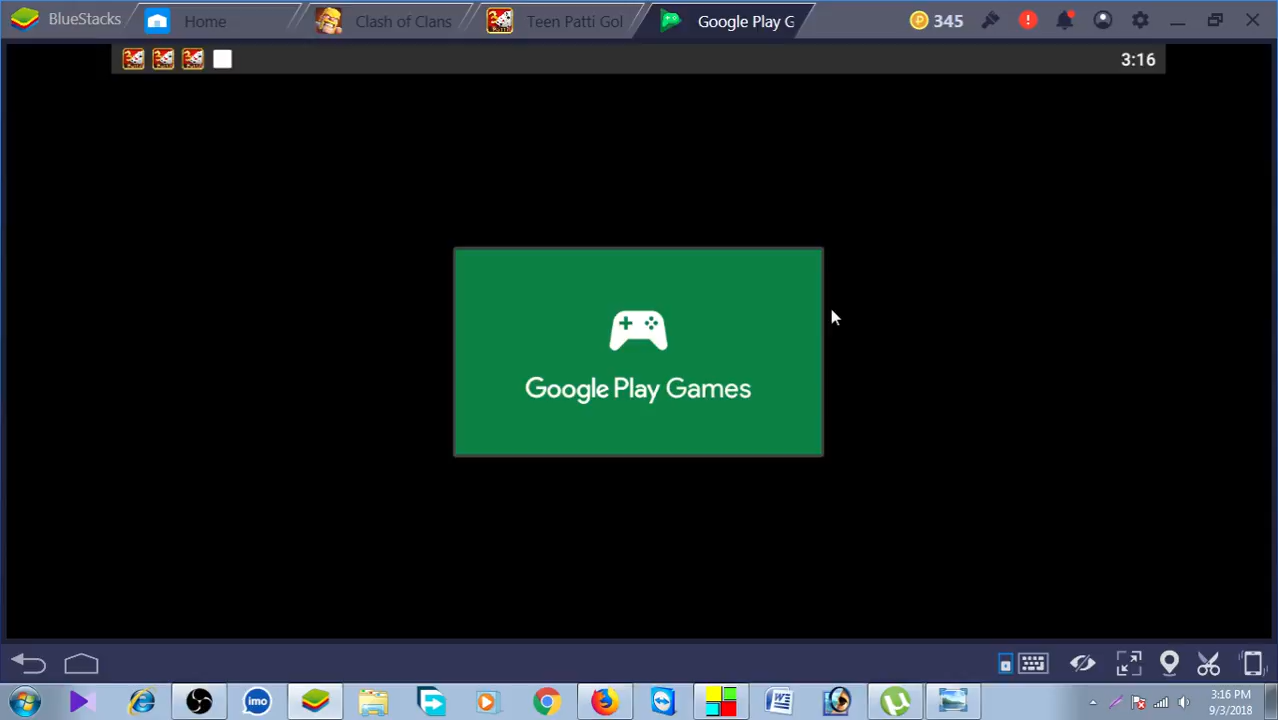 BlueStacks
Home
Clash of Clans
Teen Patti Gol
Google Play G
345
3:16
Google Play Games
imo
3:16 PM
9/3/2018